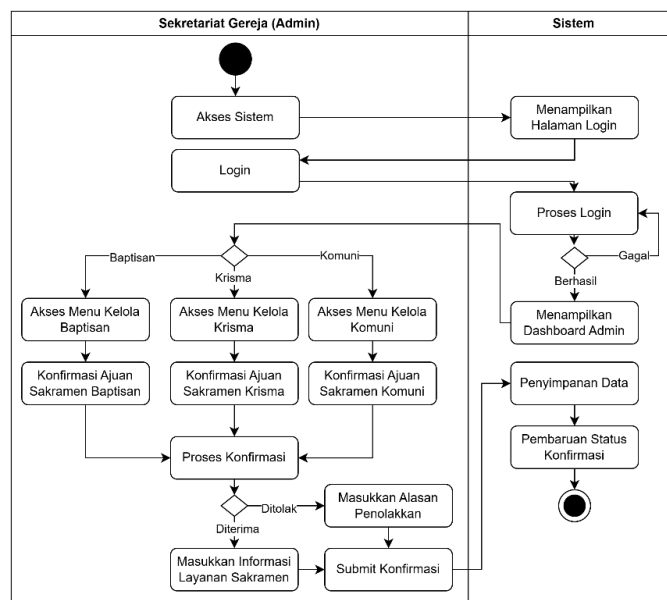 Sekretariat Gereja (Admin)
Sistem
Akses Sistem
Menampilkan
Halaman Login
Login
Proses Login
Gagal
Berhasil
Menampilkan
Dashboard Admin
Baptisan
Krisma
Komuni
Akses Menu Kelola
Baptisan
Akses Menu Kelola
Krisma
Akses Menu Kelola
Komuni
Konfirmasi Ajuan
Sakramen Baptisan
Konfirmasi Ajuan
Sakramen Krisma
Konfirmasi Ajuan
Sakramen Komuni
Proses Konfirmasi
Ditolak
Diterima
Masukkan Alasan
Penolakkan
Masukkan Informasi
Layanan Sakramen
Submit Konfirmasi
Penyimpanan Data
Pembaruan Status
Konfirmasi